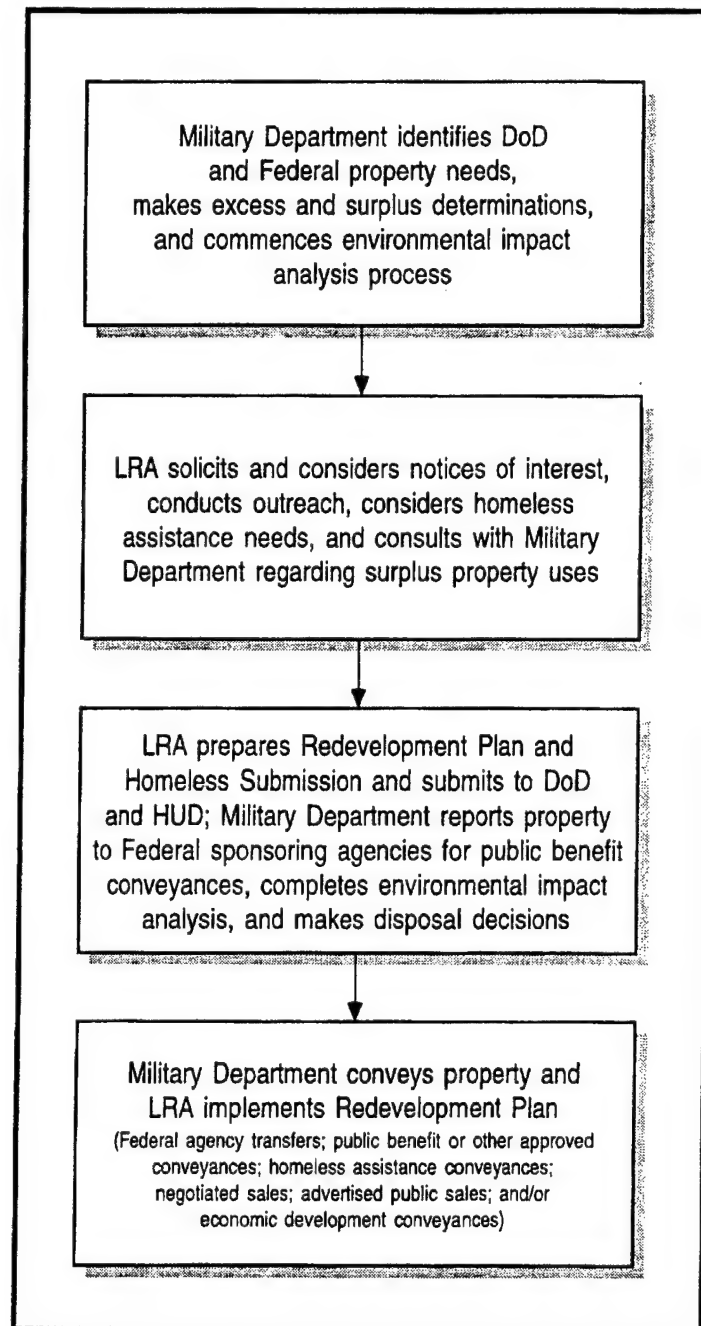 Military Department identifies DoD
and Federal property needs,
makes excess and surplus determinations,
and commences environmental impact
analysis process
LRA solicits and considers notices of interest,
conducts outreach, considers homeless
assistance needs, and consults with Military
Department regarding surplus property uses
LRA prepares Redevelopment Plan and
Homeless Submission and submits to DoD
and HUD; Military Department reports property
to Federal sponsoring agencies for public benefit
conveyances, completes environmental impact
analysis, and makes disposal decisions
Military Department conveys property and
LRA implements Redevelopment Plan
(Federal agency transfers; public benefit or other approved
conveyances; homeless assistance conveyances;
negotiated sales; advertised public sales; and/or
economic development conveyances)